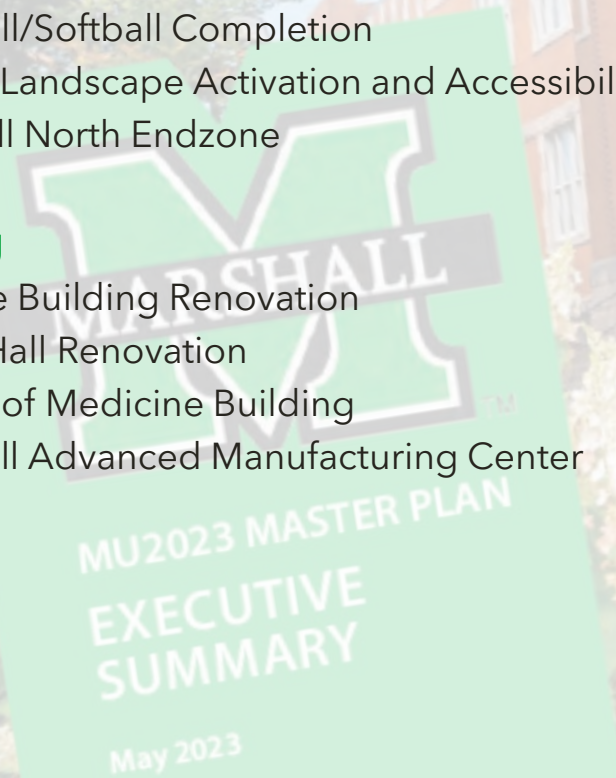 ll/Softball Completion
Landscape Activation and Accessibil
ll North Endzone
e Building Renovation
Hall Renovation
of Medicine Building
ll Advanced Manufacturing Center
MARSHALL
TM
MU2023 MASTER PLAN
EXECUTIVE
SUMMARY
May 2023